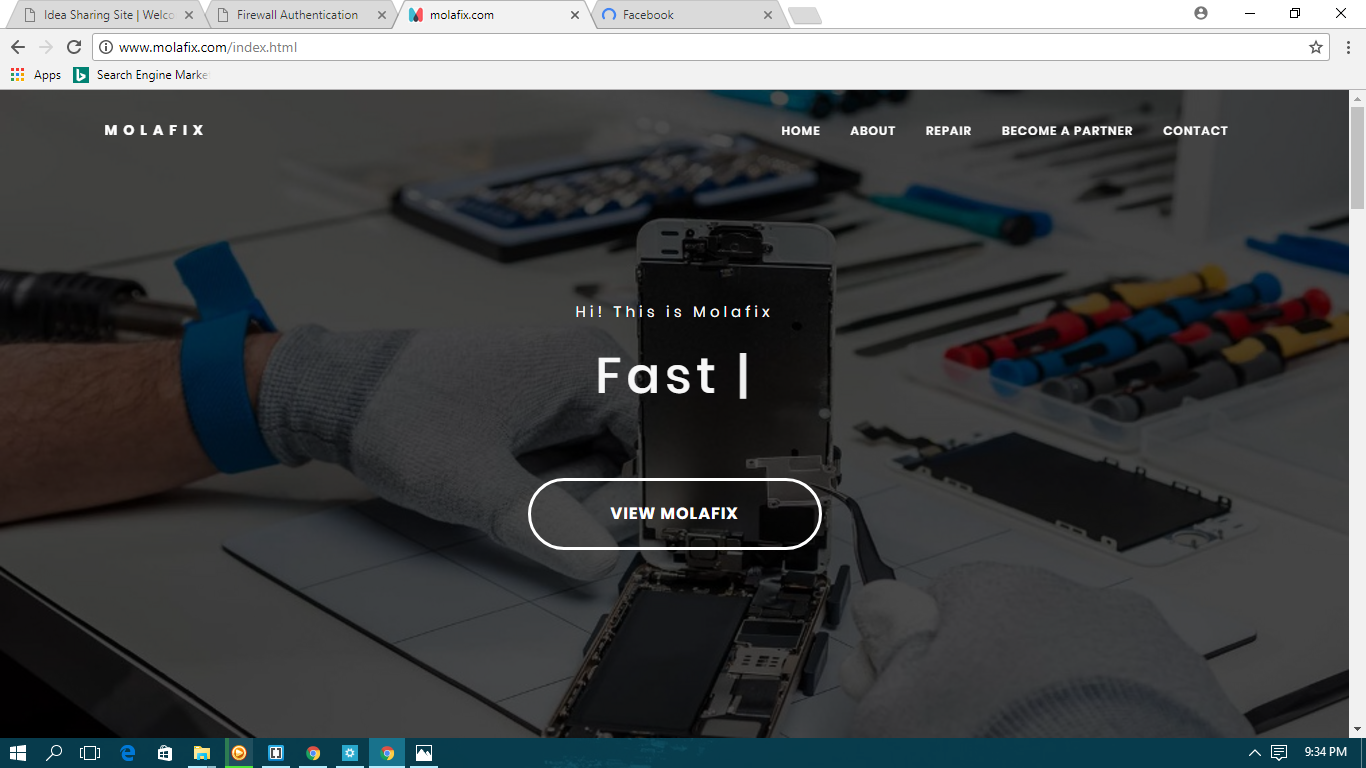 Idea Sharing Site | Welco
Firewall Authentication
molafix.com
Facebook
www.molafix.com/index.html
Apps
Search Engine Marke
MOLAFIX
HOME
ABOUT
REPAIR
BECOME A PARTNER
CONTACT
Hi! This is Molafix
Fast |
VIEW MOLAFIX
9:34 PM